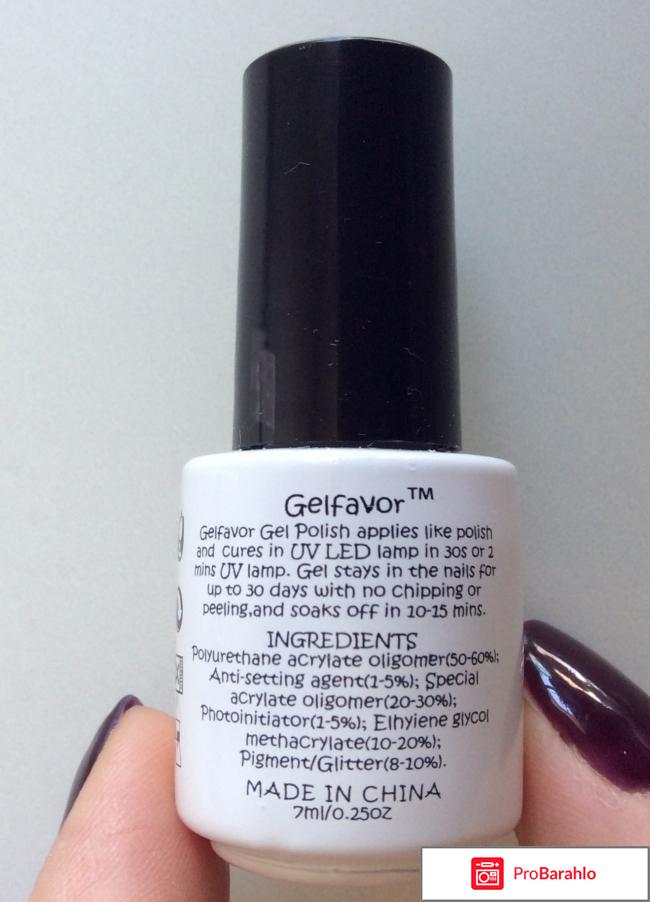 Gelfavor™
Gelfavor Gel Polish applies like polish
and cures in UV LED lamp in 30s or 2
mins UV lamp. Gel stays in the nails for
up to 30 days with no chipping or
peeling,and soaks off in 10-15 mins.
INGREDIENTS
Polyurethane acrylate oligomer(50-60%);
Anti-setting agent(1-5%); Special
acrylate oligomer(20-30%);
Photoinitiator(1-5%); Elhyiene glycol
methacrylate(10-20%);
Pigment/Glitter(8-10%).
MADE IN CHINA
7ml/0.25OZ
ProBarahlo